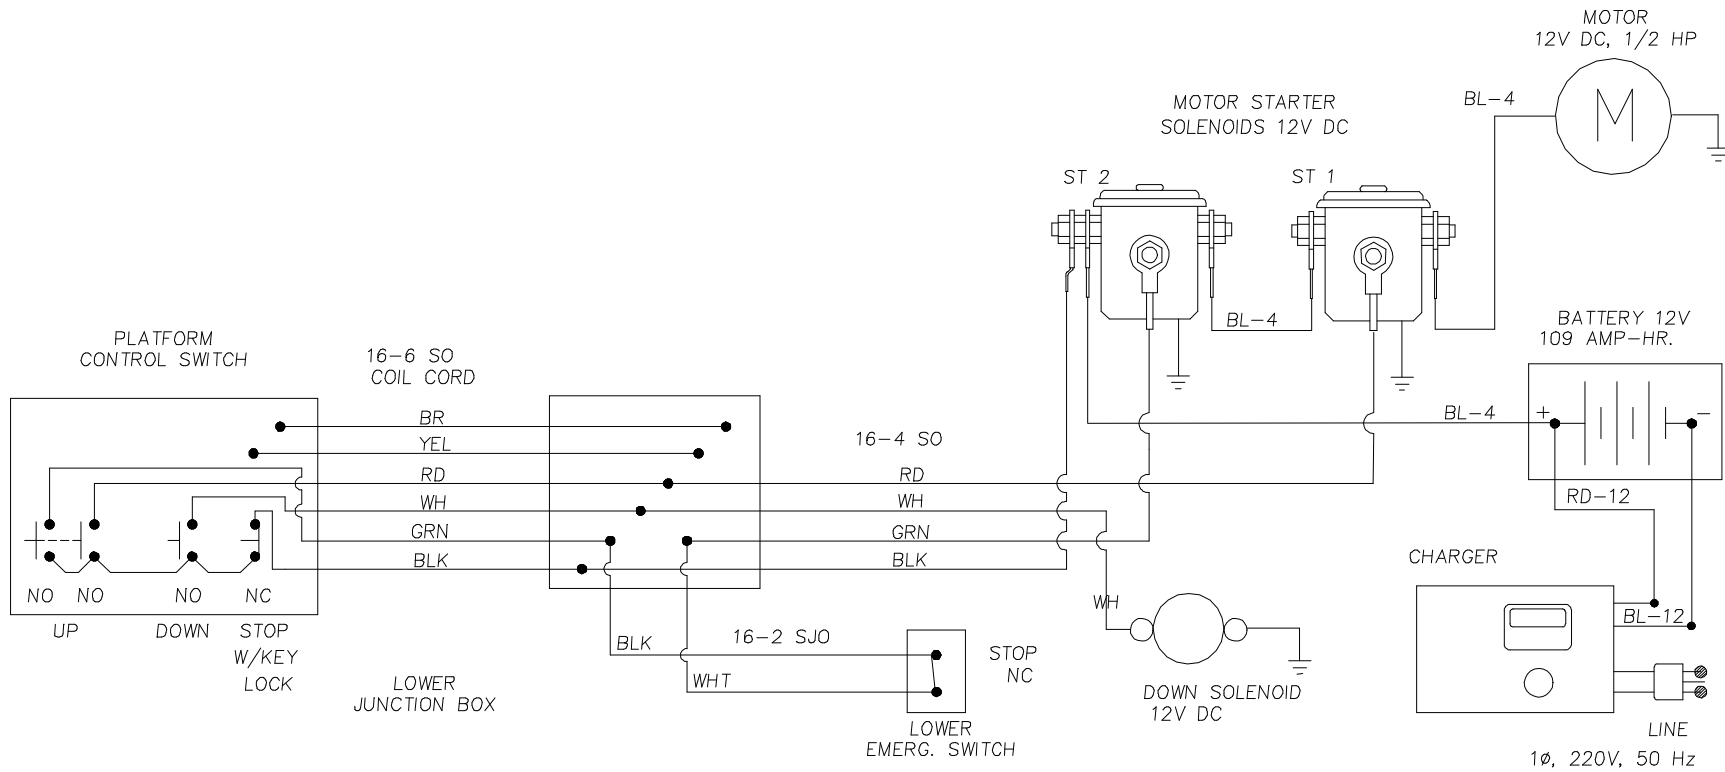 MOTOR
12V DC, 1/2 HP
BL-4
M
MOTOR STARTER
SOLENOIDS 12V DC
ST 2
ST 1
BL-4
BATTERY 12V
109 AMP-HR.
+
-
BL-4
RD-12
PLATFORM
CONTROL SWITCH
16-6 SO
COIL CORD
BR
YEL
RD
WH
GRN
BLK
16-4 SO
RD
WH
GRN
BLK
NO
NO
NO
NC
UP
DOWN
STOP
W/KEY
LOCK
LOWER
JUNCTION BOX
BLK
16-2 SJO
WHT
STOP
NC
LOWER
EMERG. SWITCH
WH
DOWN SOLENOID
12V DC
CHARGER
BL-12
LINE
1ø, 220V, 50 Hz